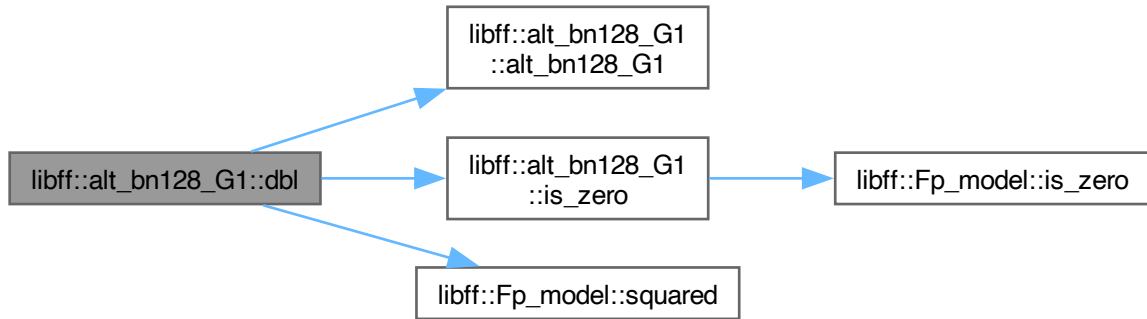 libff::alt_bn128_G1
::alt_bn128_G1
libff::alt_bn128_G1::dbl
libff::alt_bn128_G1
::is_zero
libff::Fp_model::is_zero
libff::Fp_model::squared